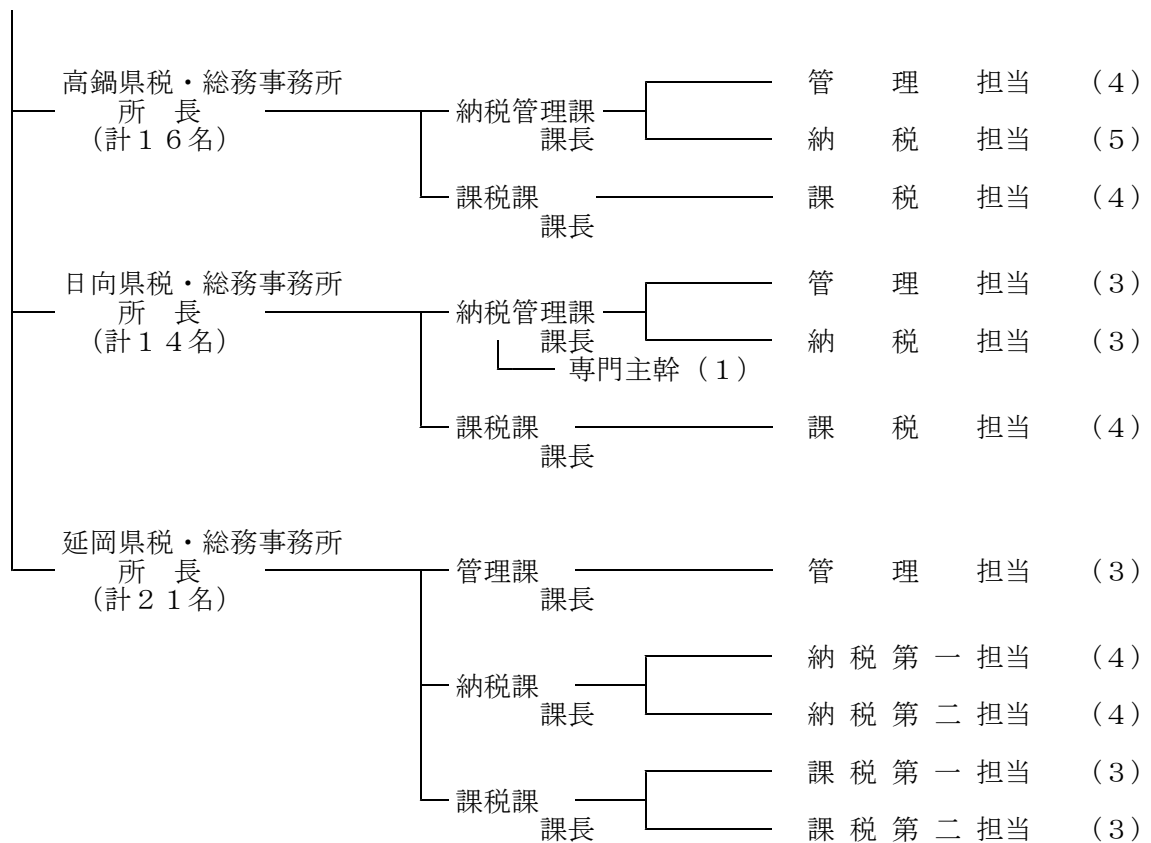 高鍋県税・総務事務所
所　長
（計１６名）
納税管理課
課長
管　理　担当　（４）
納　税　担当　（５）
課税課
課長
課　税　担当　（４）
日向県税・総務事務所
所　長
（計１４名）
納税管理課
課長
専門主幹（１）
管　理　担当　（３）
納　税　担当　（３）
課税課
課長
課　税　担当　（４）
延岡県税・総務事務所
所　長
（計２１名）
管理課
課長
管　理　担当　（３）
納税課
課長
納税第一担当　（４）
納税第二担当　（４）
課税課
課長
課税第一担当　（３）
課税第二担当　（３）